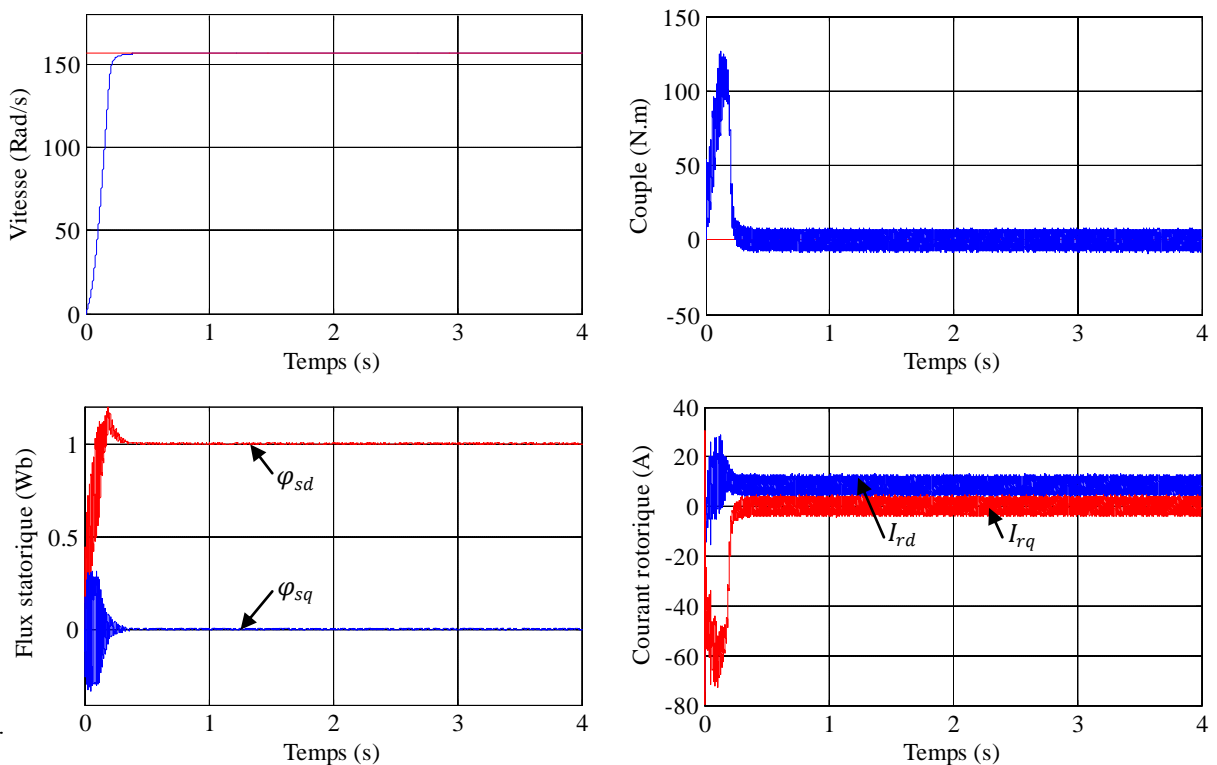 Vitesse (Rad/s)
150
100
50
0
0 1 2 3 4
Temps (s)
Couple (N.m)
150
100
50
0
-50
0 1 2 3 4
Temps (s)
Flux statorique (Wb)
1
0.5
0
φsd
φsq
0 1 2 3 4
Temps (s)
Courant rotorique (A)
40
20
0
-20
-40
-60
-80
Ird
Irq
0 1 2 3 4
Temps (s)